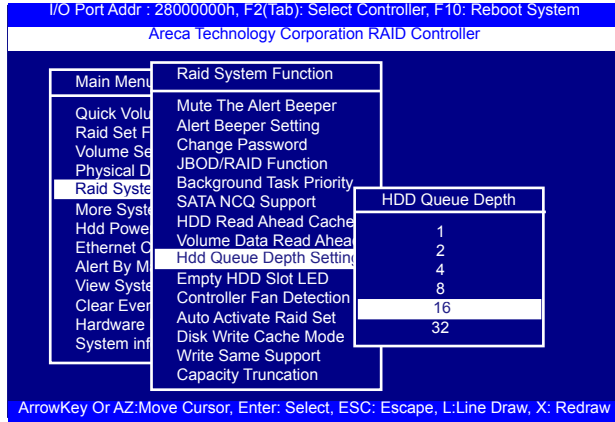 I/O Port Addr : 28000000h, F2(Tab): Select Controller, F10: Reboot System
Areca Technology Corporation RAID Controller
Main Menu
Quick Volu
Raid Set F
Volume Se
Physical D
Raid Syste
More Syste
Hdd Powe
Ethernet C
Alert By M
View Syste
Clear Even
Hardware
System inf
Raid System Function
Mute The Alert Beeper
Alert Beeper Setting
Change Password
JBOD/RAID Function
Background Task Priority
SATA NCQ Support
HDD Read Ahead Cache
Volume Data Read Ahea
Hdd Queue Depth Setting
Empty HDD Slot LED
Controller Fan Detection
Auto Activate Raid Set
Disk Write Cache Mode
Write Same Support
Capacity Truncation
HDD Queue Depth
1
2
4
8
16
32
ArrowKey Or AZ:Move Cursor, Enter: Select, ESC: Escape, L:Line Draw, X: Redraw